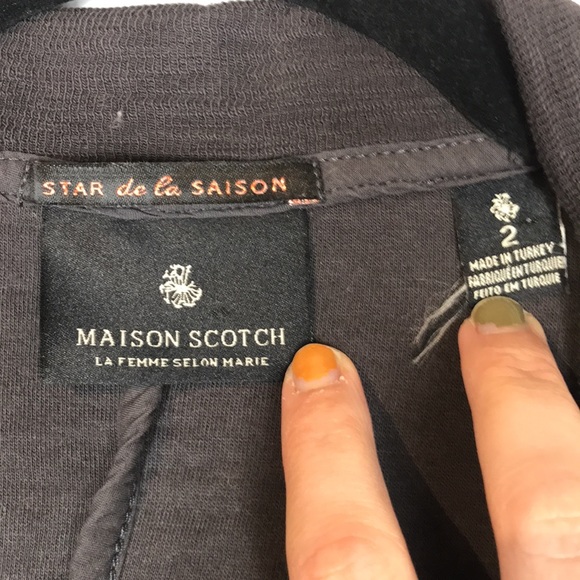 STAR de la SAISON
MAISON SCOTCH
LA FEMME SELON MARIE
2
MADE IN TURKEY
FABRIQUÉ EN TURQUIE
FEITO EM TURQUIE